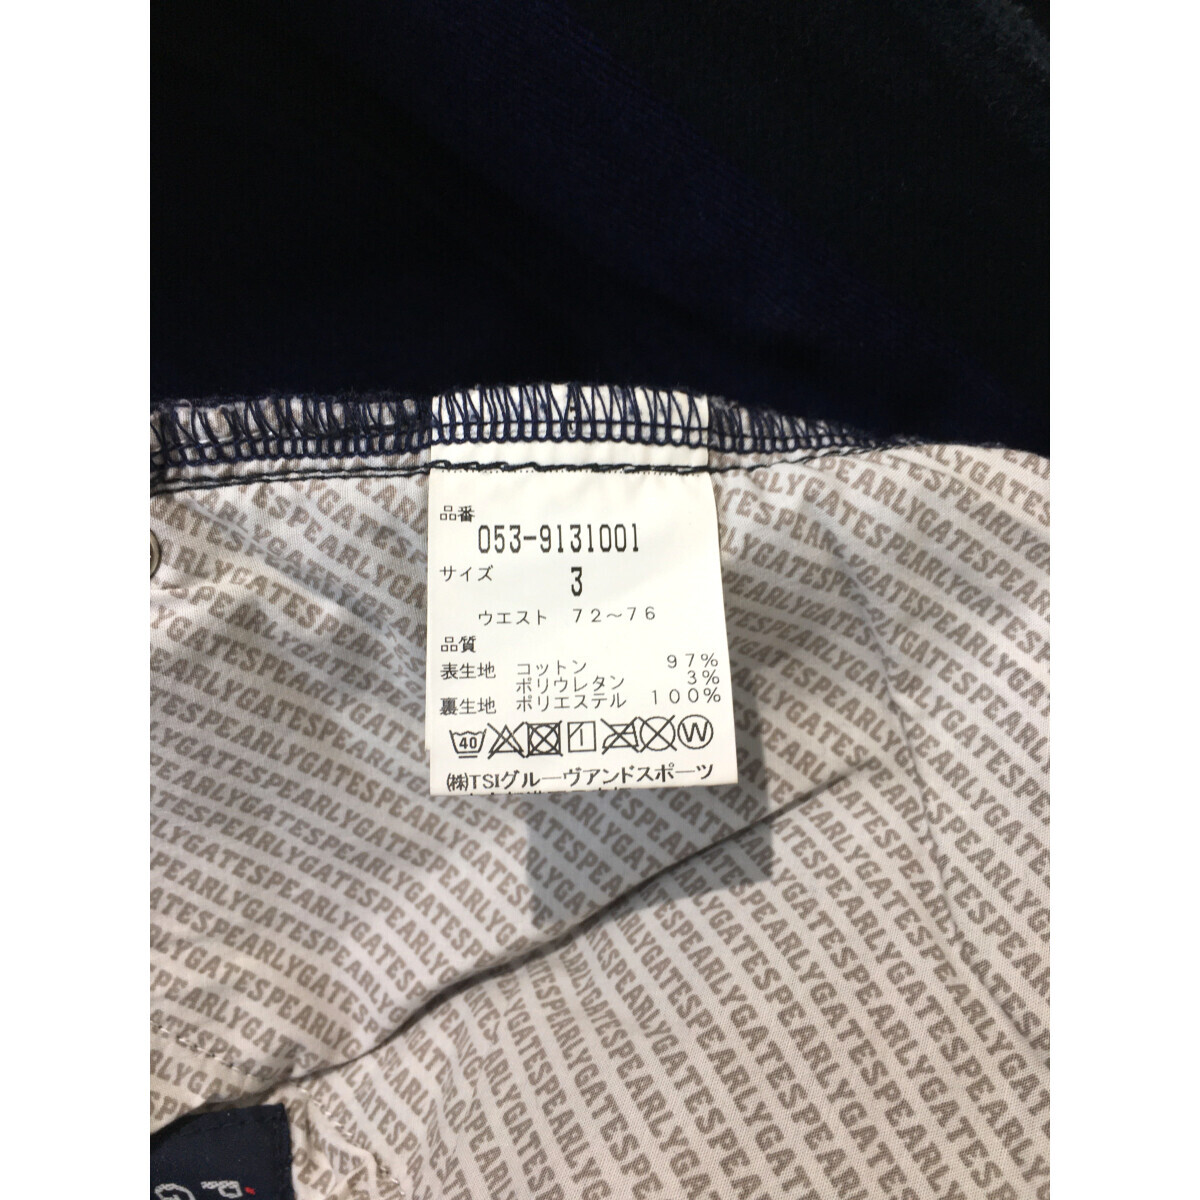 品番
053-9131001
サイズ 3
ウエスト 72～76
品質
表生地 コットン 97%
ポリウレタン 3%
裏生地 ポリエステル 100%
40 W
(株)TSIグルーヴアンドスポーツ
PEARLYGATES